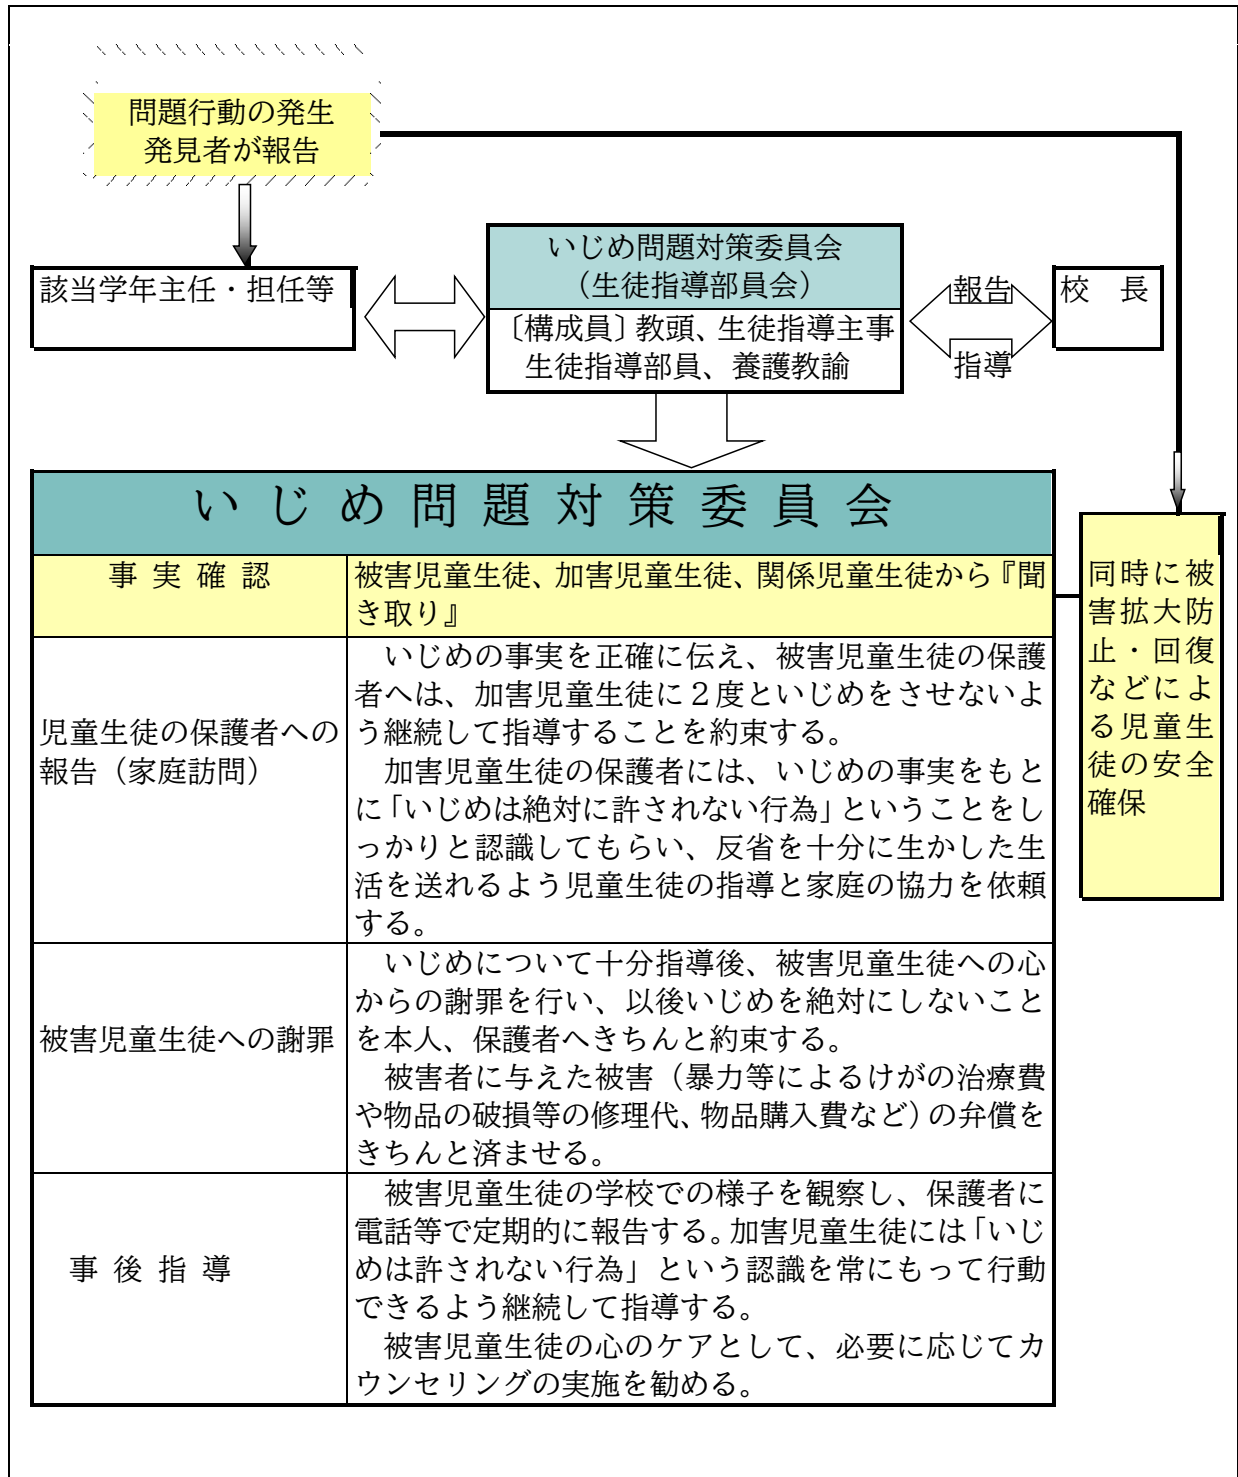 問題行動の発生
発見者が報告
該当学年主任・担任等
いじめ問題対策委員会
（生徒指導部員会）
〔構成員〕教頭、生徒指導主事
生徒指導部員、養護教諭
報告
指導
校　長
いじめ問題対策委員会
事実確認
被害児童生徒、加害児童生徒、関係児童生徒から『聞
き取り』
児童生徒の保護者への
報告（家庭訪問）
いじめの事実を正確に伝え、被害児童生徒の保護
者へは、加害児童生徒に２度といじめをさせないよ
う継続して指導することを約束する。
加害児童生徒の保護者には、いじめの事実をもと
に「いじめは絶対に許されない行為」ということをし
っかりと認識してもらい、反省を十分に生かした生
活を送れるよう児童生徒の指導と家庭の協力を依頼
する。
被害児童生徒への謝罪
いじめについて十分指導後、被害児童生徒への心
からの謝罪を行い、以後いじめを絶対にしないこと
を本人、保護者へきちんと約束する。
被害者に与えた被害（暴力等によるけがの治療費
や物品の破損等の修理代、物品購入費など）の弁償を
きちんと済ませる。
事後指導
被害児童生徒の学校での様子を観察し、保護者に
電話等で定期的に報告する。加害児童生徒には「いじ
めは許されない行為」という認識を常にもって行動
できるよう継続して指導する。
被害児童生徒の心のケアとして、必要に応じてカ
ウンセリングの実施を勧める。
同時に被
害拡大防
止・回復
などによ
る児童生
徒の安全
確保